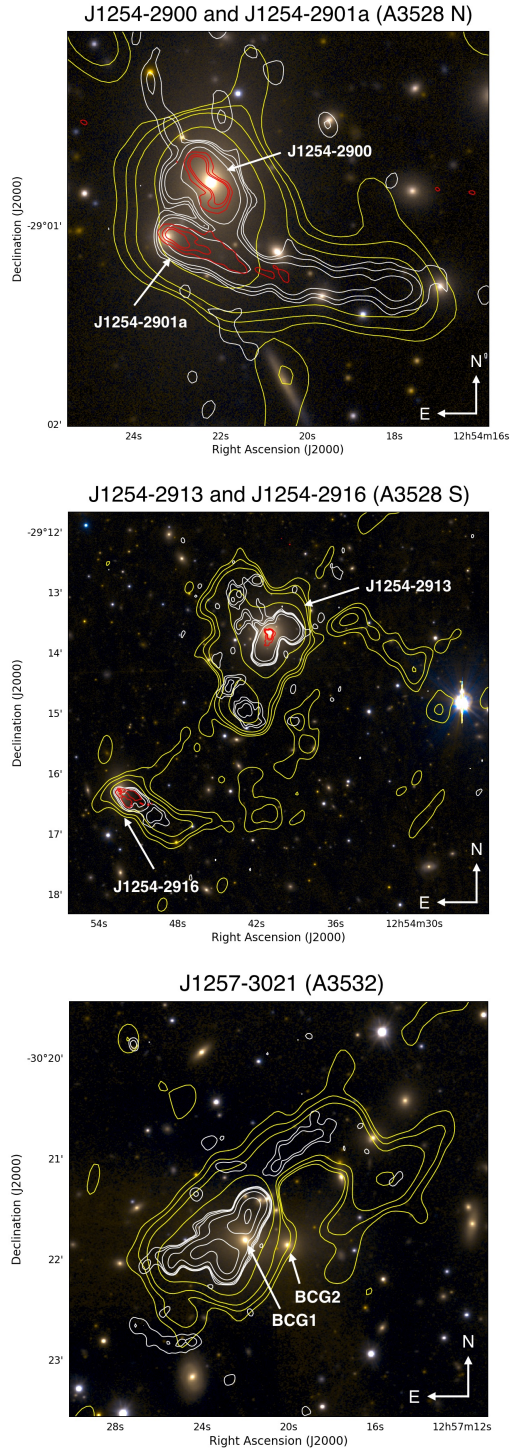 J1254-2900 and J1254-2901a (A3528 N)
J1254-2900
Declination (J2000)
-29°01'
J1254-2901a
N
E
02'
24s 22s 20s 18s 12h54m16s
Right Ascension (J2000)
J1254-2913 and J1254-2916 (A3528 S)
-29°12'
J1254-2913
13'
14'
Declination (J2000)
15'
16'
17'
N
J1254-2916
18'
E
54s 48s 42s 36s 12h54m30s
Right Ascension (J2000)
J1257-3021 (A3532)
-30°20'
21'
Declination (J2000)
22'
BCG2
BCG1
N
23'
E
28s 24s 20s 16s 12h57m12s
Right Ascension (J2000)